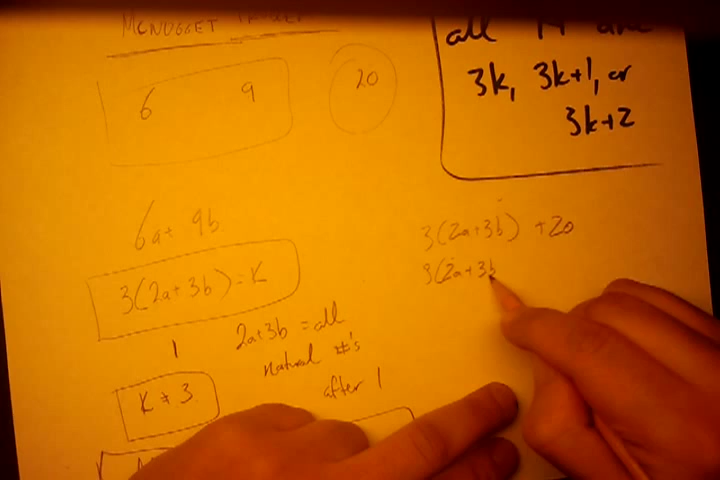 MCNUGGET
6 9 20
all
3k, 3k+1, or
3k+2
6a+ 9b
3(2a+3b)=K
1
2a+3b = all
natural #'s
after 1
K ≠ 3
3(2a+3b) +20
3(2a+3b